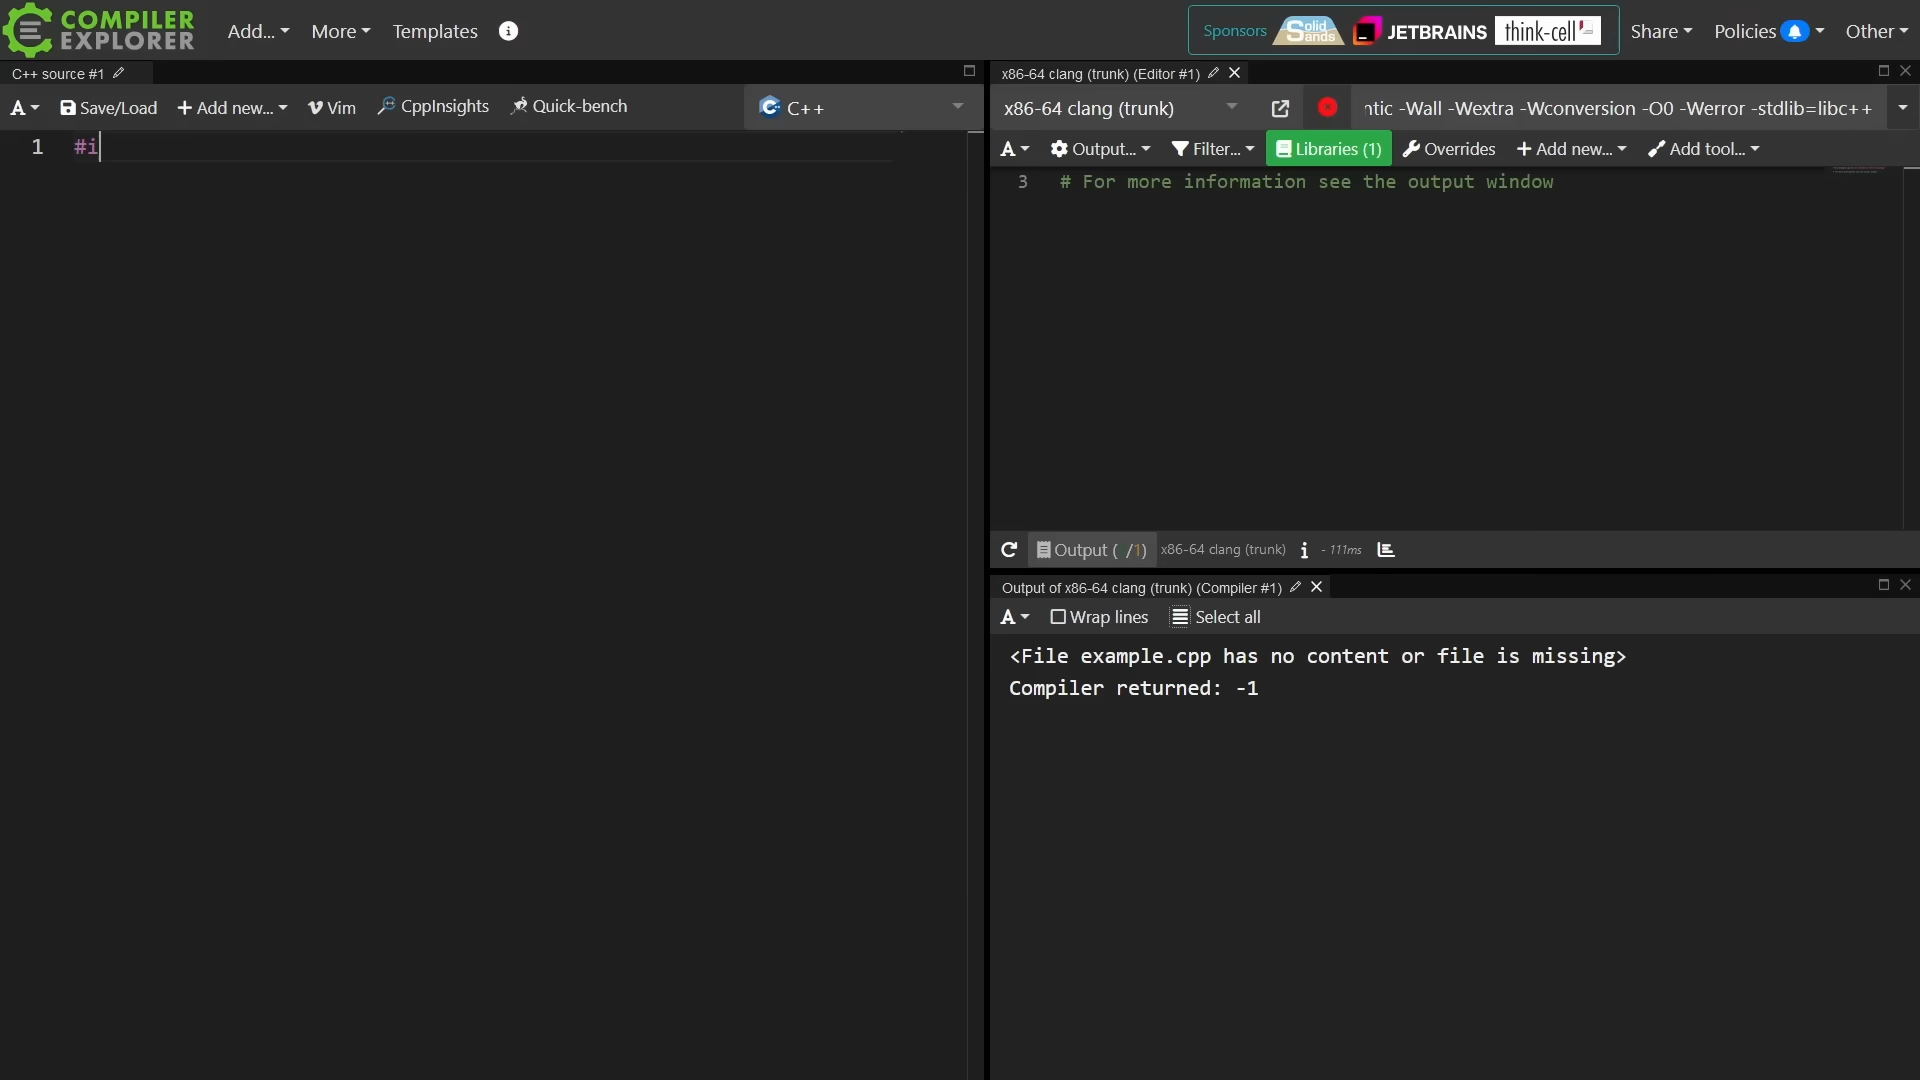 COMPILER
EXPLORER
Add...
More
Templates
Sponsors
Solid
Sands
JETBRAINS
think-cell
Share
Policies
Other
C++ source #1
A
Save/Load
+ Add new...
Vim
CppInsights
Quick-bench
C++
1
#i
x86-64 clang (trunk) (Editor #1)
x86-64 clang (trunk)
ntic -Wall -Wextra -Wconversion -O0 -Werror -stdlib=libc++
A
Output...
Filter...
Libraries (1)
Overrides
+ Add new...
Add tool...
3 # For more information see the output window
Output ( /1)
x86-64 clang (trunk)
- 111ms
Output of x86-64 clang (trunk) (Compiler #1)
A
Wrap lines
Select all
<File example.cpp has no content or file is missing>
Compiler returned: -1